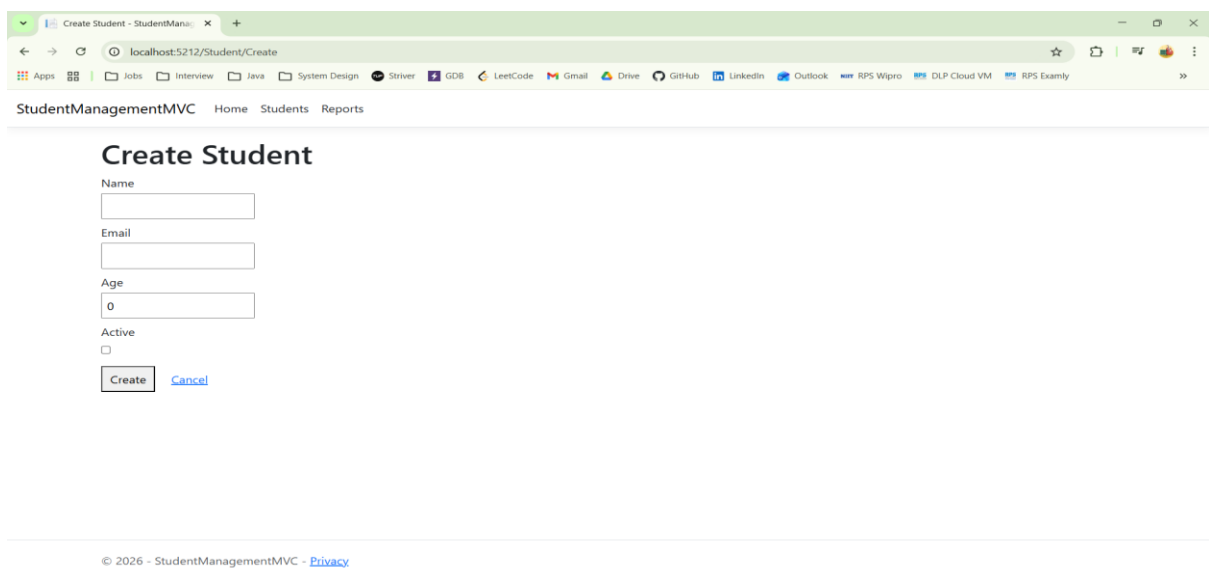 Create Student - StudentManag
localhost:5212/Student/Create
Apps Jobs Interview Java System Design Striver GDB LeetCode Gmail Drive GitHub LinkedIn Outlook RPS Wipro RPS DLP Cloud VM RPS RPS Examly
StudentManagementMVC Home Students Reports
Create Student
Name
Email
Age
0
Active
Create Cancel
© 2026 - StudentManagementMVC - Privacy